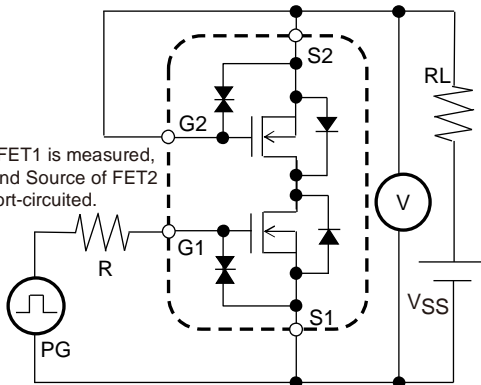 S2
RL
G2
FET1 is measured,
nd Source of FET2
ort-circuited.
V
G1
R
VSS
S1
PG